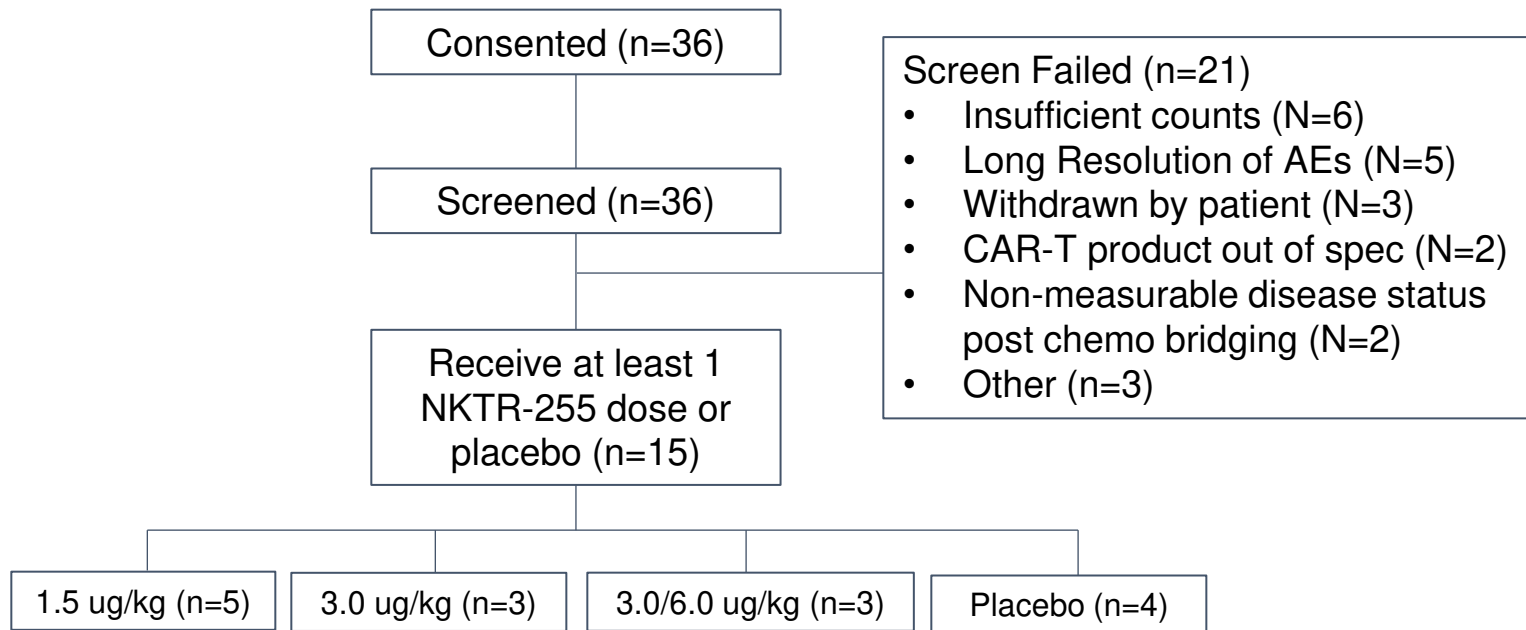 Consented (n=36)
Screened (n=36)
Screen Failed (n=21)
• Insufficient counts (N=6)
• Long Resolution of AEs (N=5)
• Withdrawn by patient (N=3)
• CAR-T product out of spec (N=2)
• Non-measurable disease status
post chemo bridging (N=2)
• Other (n=3)
Receive at least 1
NKTR-255 dose or
placebo (n=15)
1.5 ug/kg (n=5)
3.0 ug/kg (n=3)
3.0/6.0 ug/kg (n=3)
Placebo (n=4)